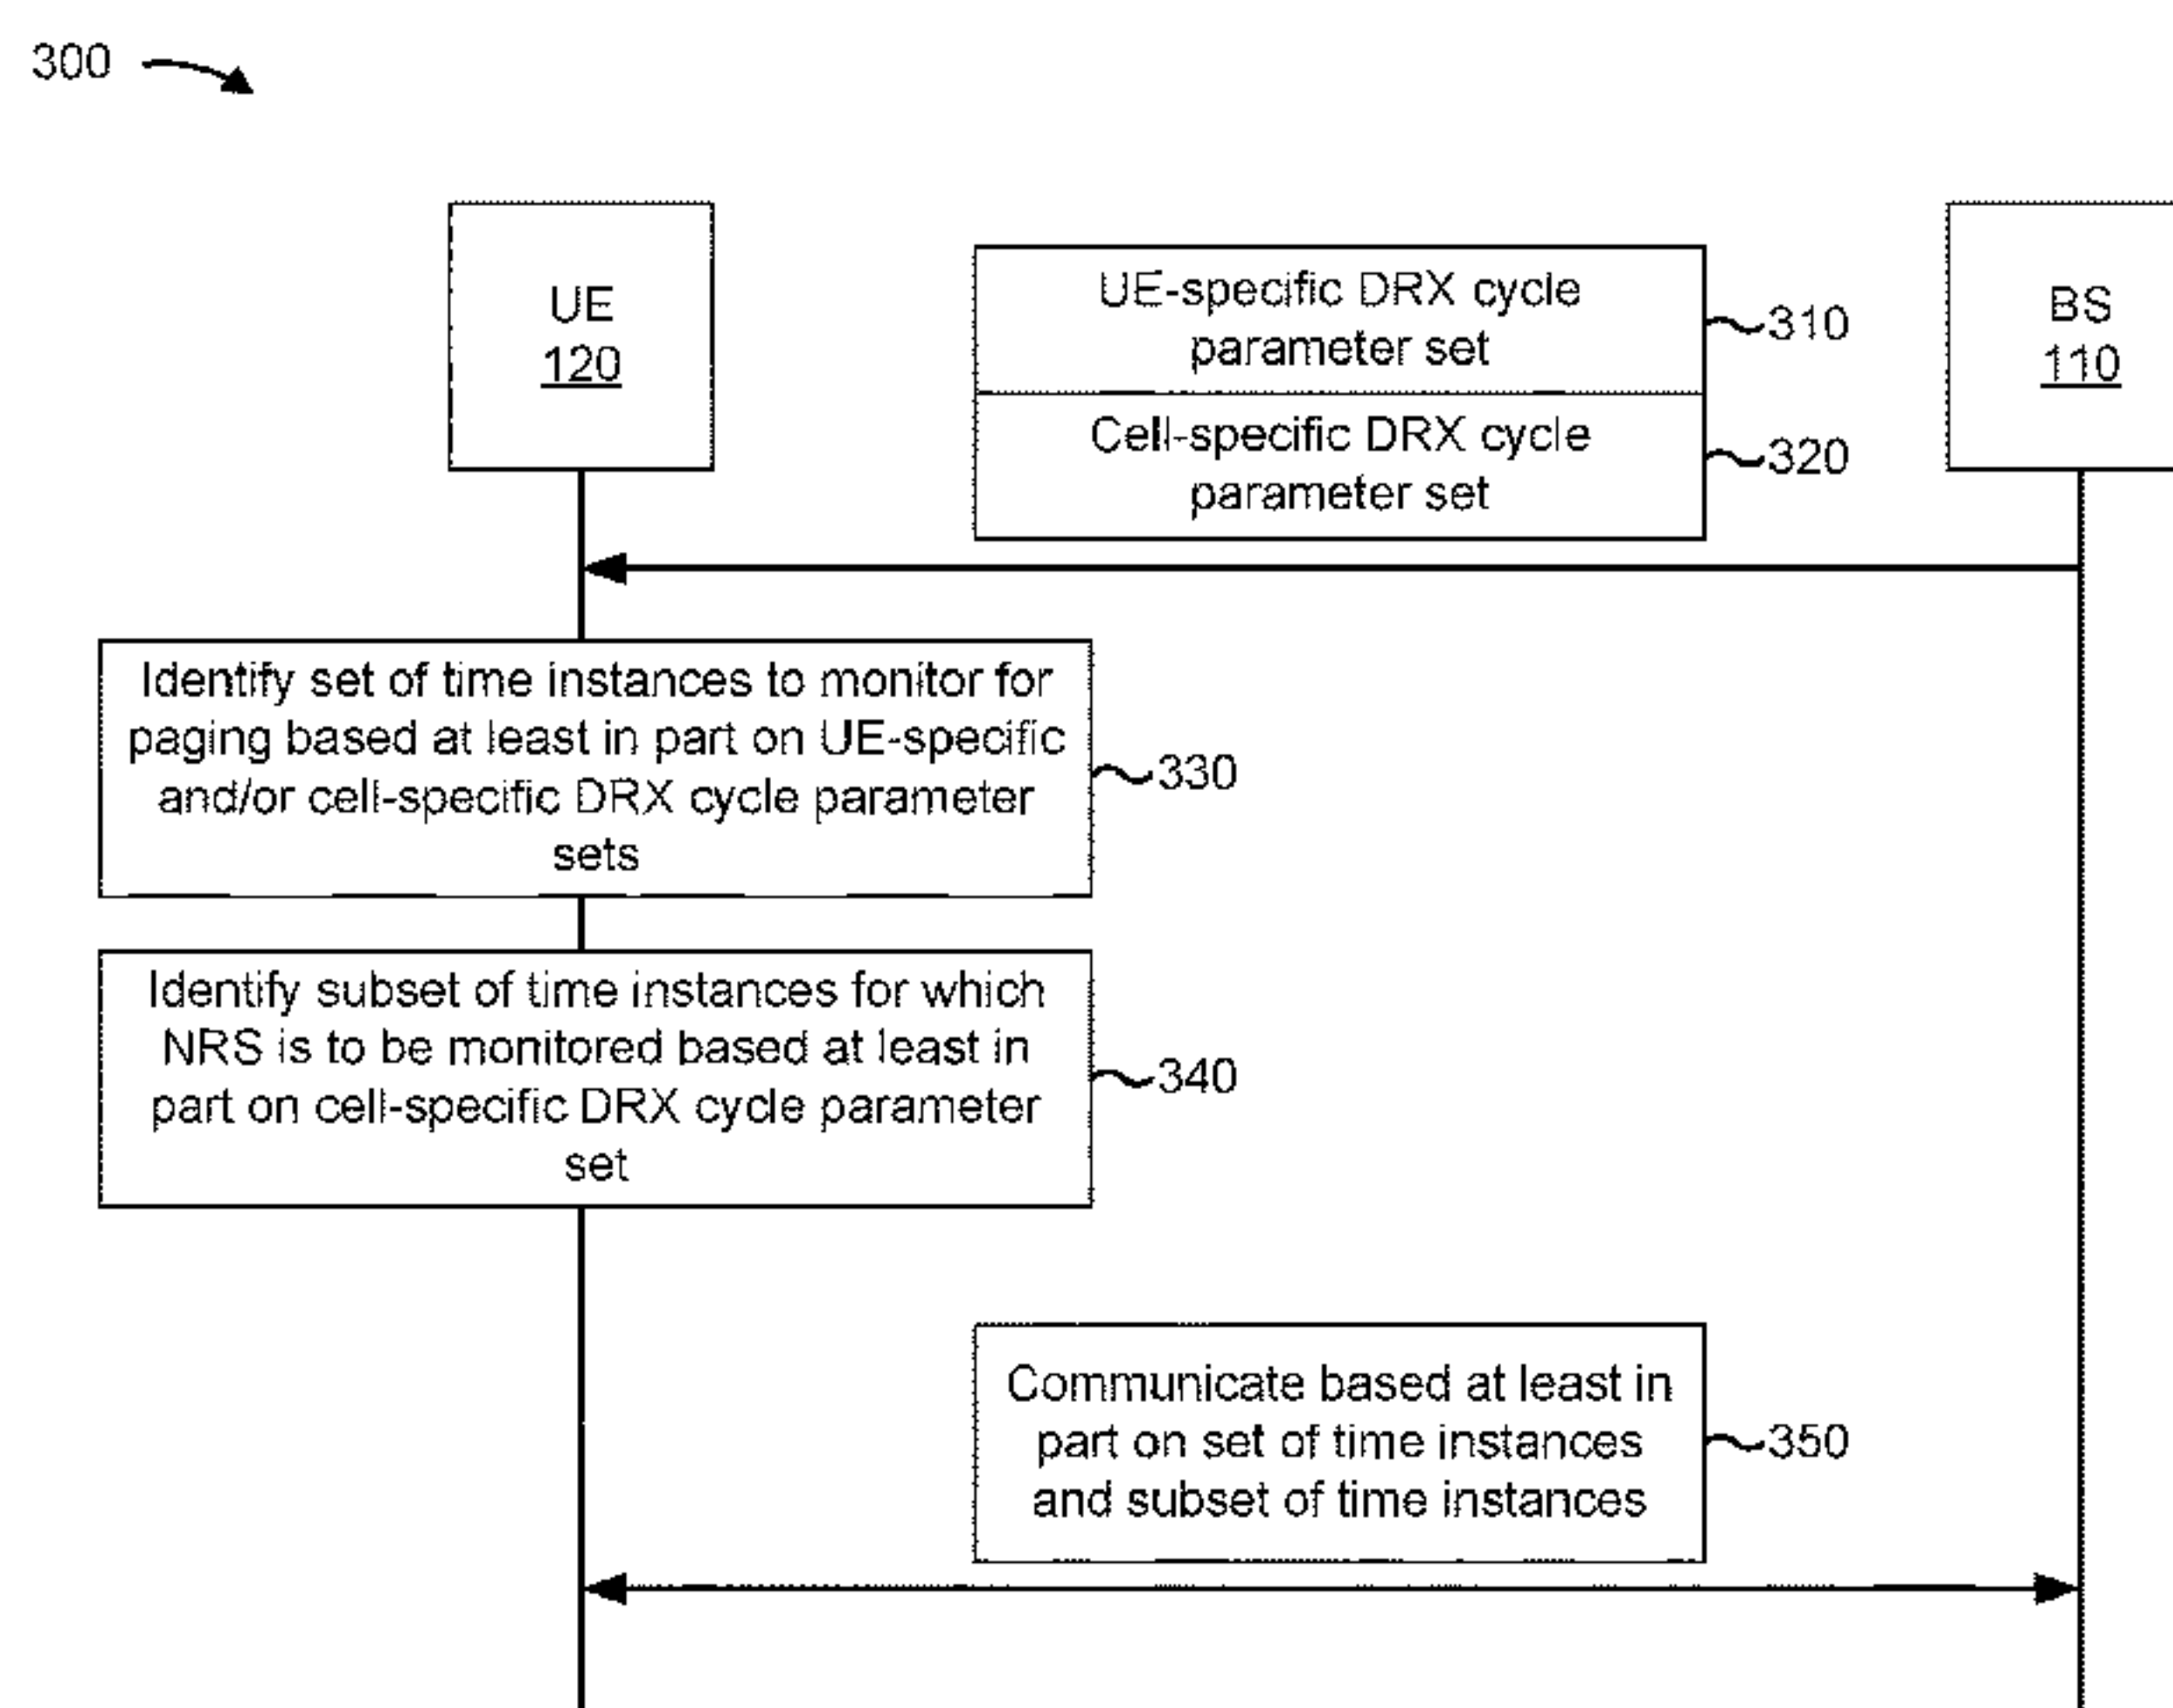 300
UE
120
UE-specific DRX cycle
parameter set
310
Cell-specific DRX cycle
parameter set
320
BS
110
Identify set of time instances to monitor for
paging based at least in part on UE-specific
and/or cell-specific DRX cycle parameter
sets
330
Identify subset of time instances for which
NRS is to be monitored based at least in
part on cell-specific DRX cycle parameter
set
340
Communicate based at least in
part on set of time instances
and subset of time instances
350